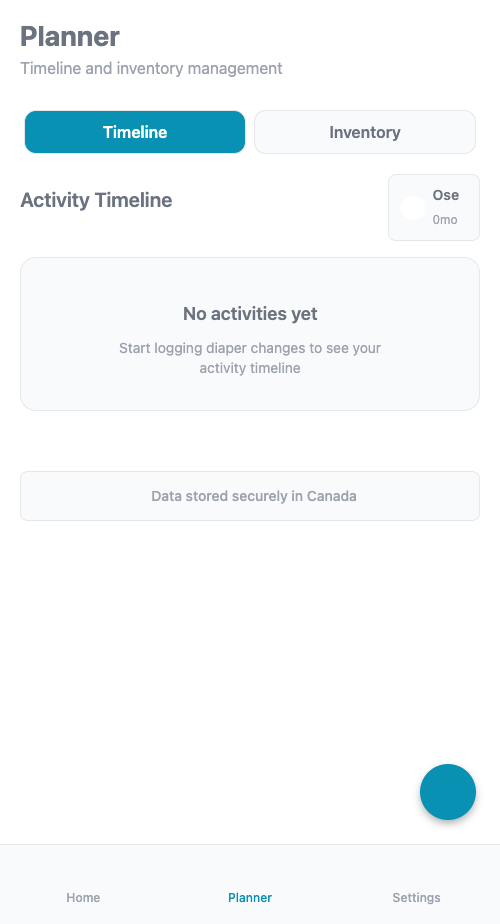 Planner
Timeline and inventory management
Timeline
Inventory
Activity Timeline
Ose
0mo
No activities yet
Start logging diaper changes to see your
activity timeline
Data stored securely in Canada
Home
Planner
Settings